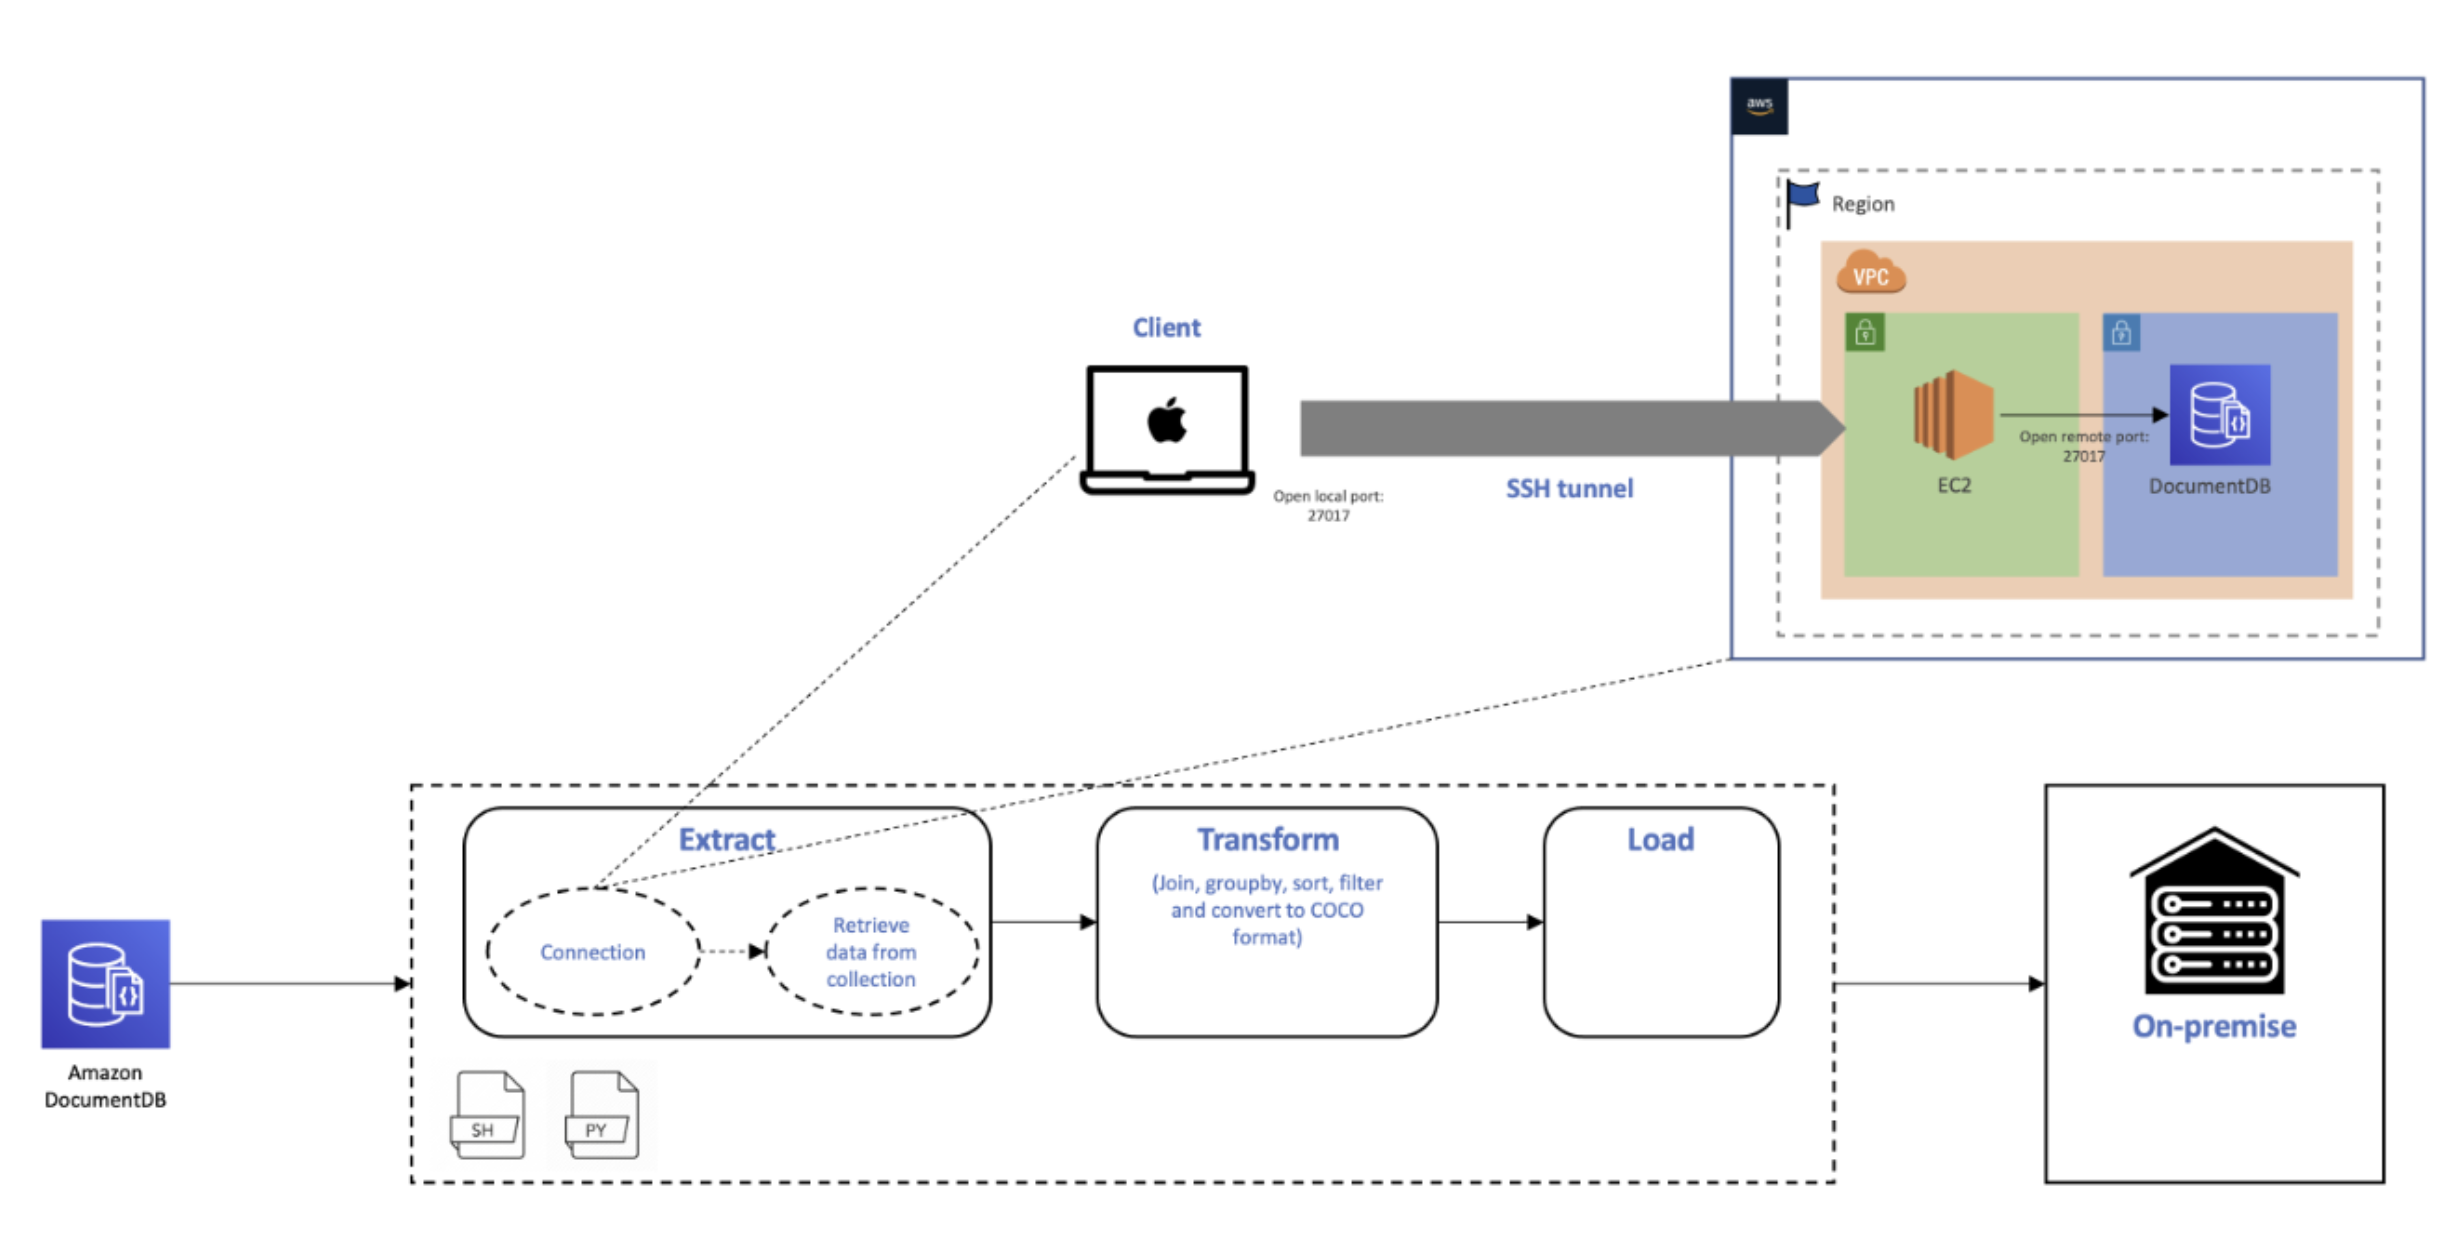 aws
Region
VPC
Client
Open remote port:
27017
EC2
DocumentDB
SSH tunnel
Open local port:
27017
Extract
Connection
Retrieve
data from
collection
Transform
(Join, groupby, sort, filter
and convert to COCO
format)
Load
On-premise
Amazon
DocumentDB
SH
PY